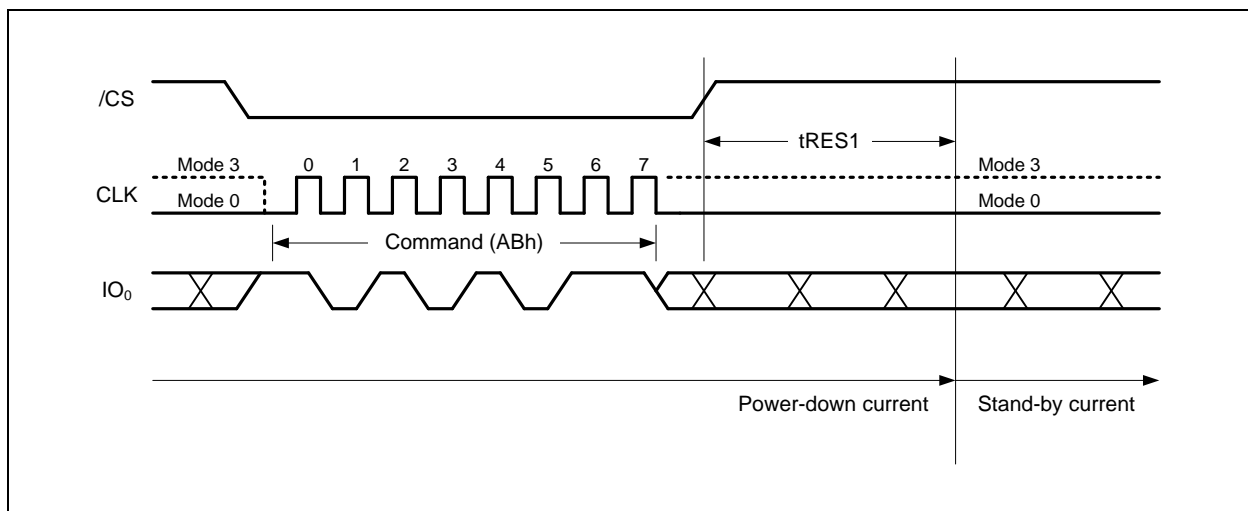 /CS
tRES1
Mode 3 0 1 2 3 4 5 6 7 Mode 3
CLK
Mode 0 Mode 0
Command (ABh)
IO₀
Power-down current Stand-by current